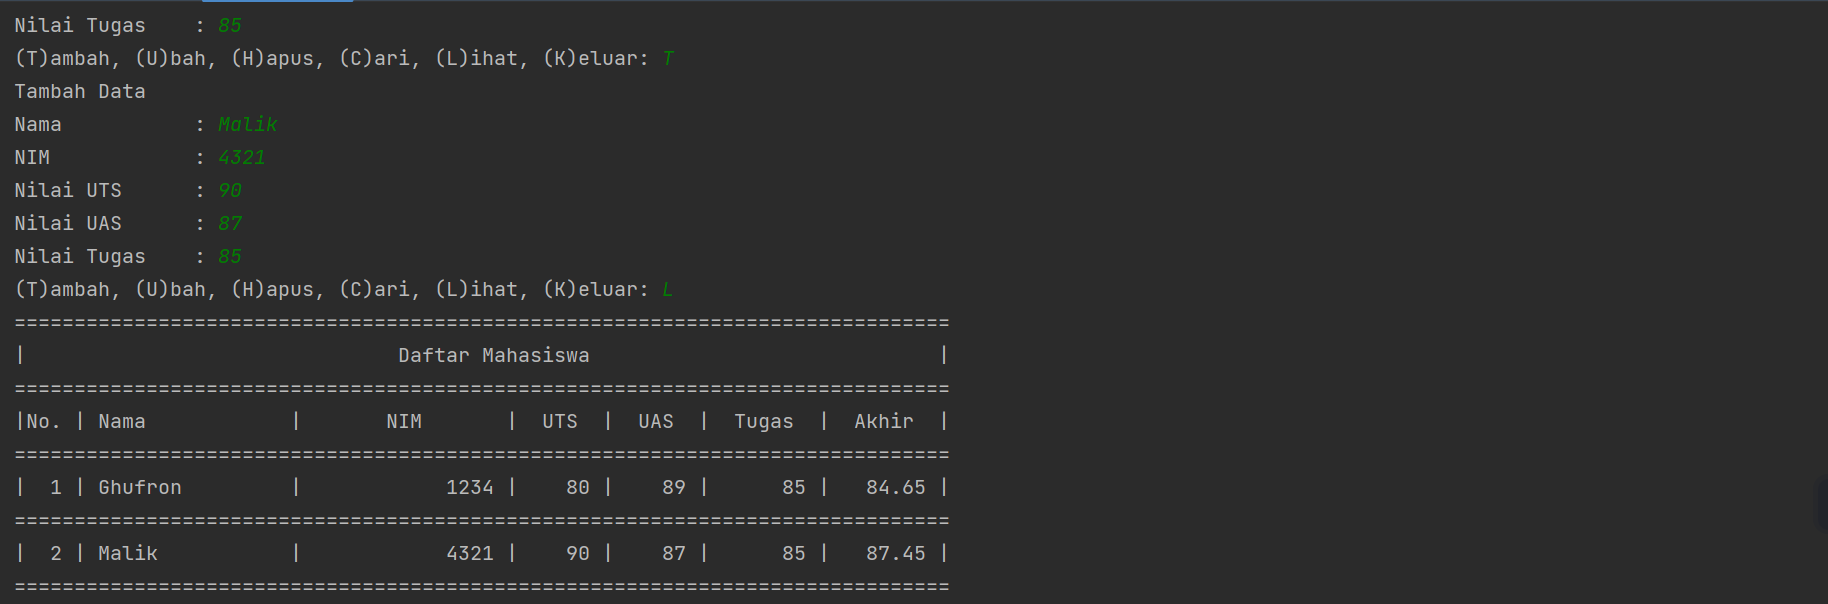 Nilai Tugas    : 85
(T)ambah, (U)bah, (H)apus, (C)ari, (L)ihat, (K)eluar: T
Tambah Data
Nama           : Malik
NIM            : 4321
Nilai UTS      : 90
Nilai UAS      : 87
Nilai Tugas    : 85
(T)ambah, (U)bah, (H)apus, (C)ari, (L)ihat, (K)eluar: L
==============================================================================
|                               Daftar Mahasiswa                             |
==============================================================================
|No. | Nama            |       NIM       |  UTS  |  UAS  |  Tugas  |  Akhir  |
==============================================================================
|  1 | Ghufron         |            1234 |    80 |    89 |      85 |   84.65 |
==============================================================================
|  2 | Malik           |            4321 |    90 |    87 |      85 |   87.45 |
==============================================================================